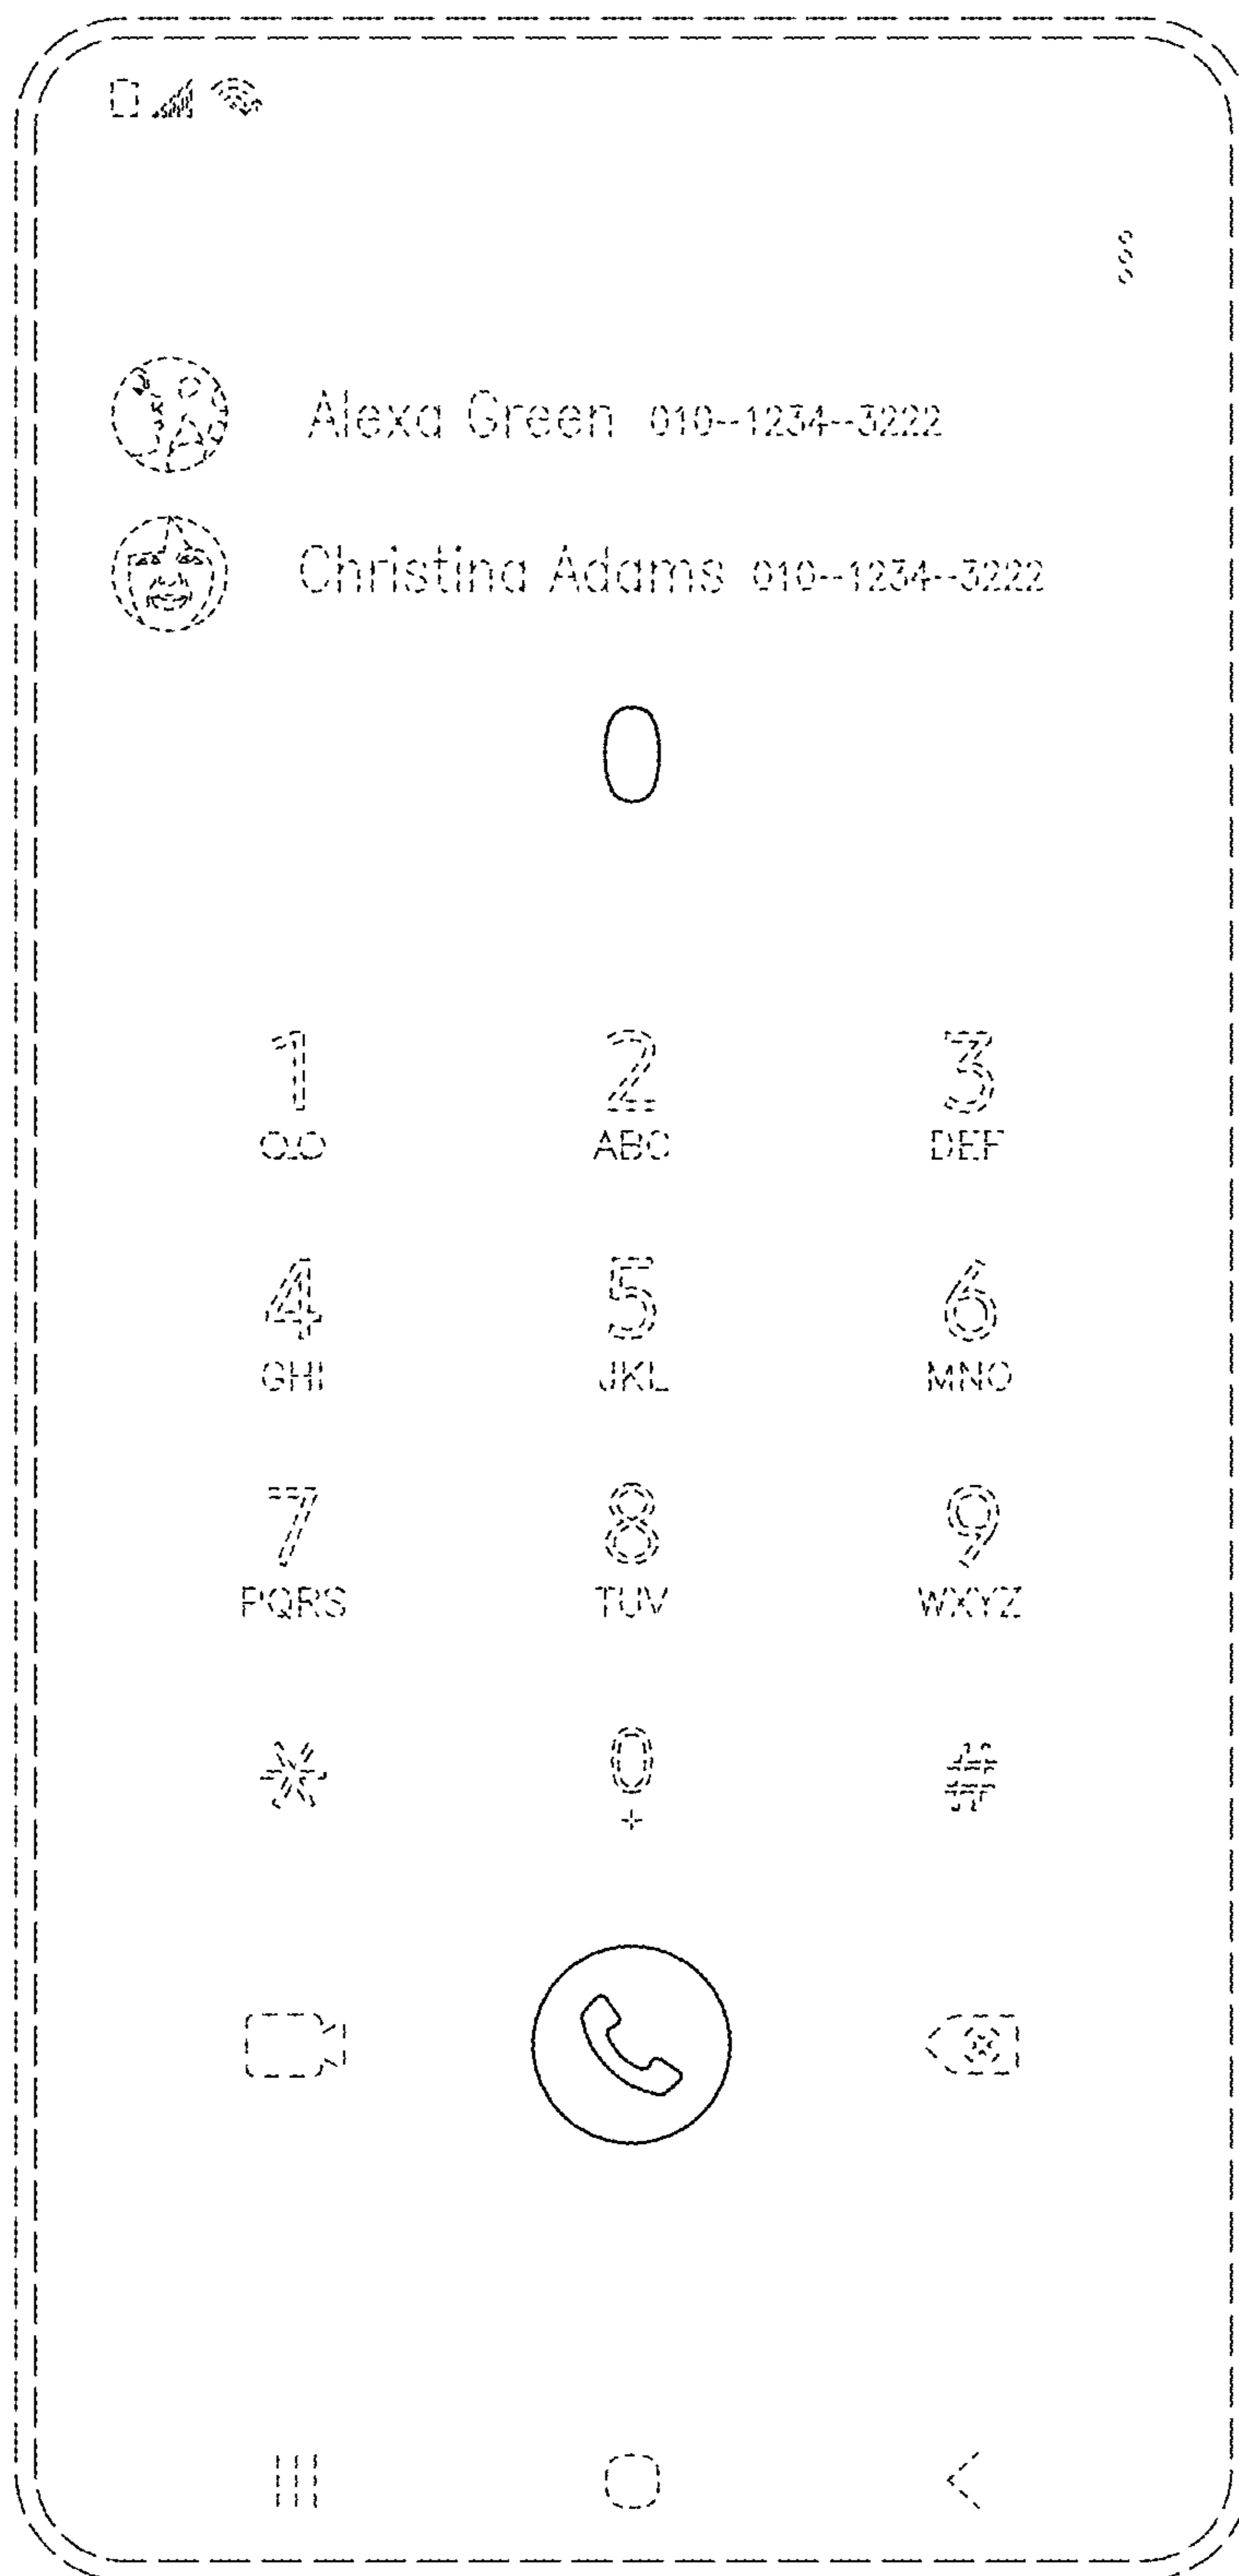 Alexa Green 010--1234--3222
Christina Adams 010--1234--3222
0
1 2 3
ABC DEF
4 5 6
GHI JKL MNO
7 8 9
PQRS TUV WXYZ
* 0 #
+